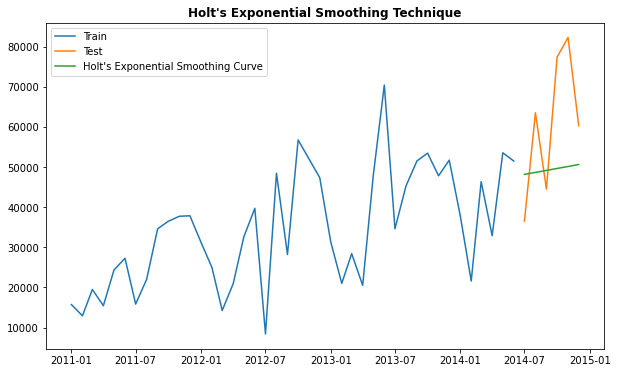 Holt's Exponential Smoothing Technique
Train
Test
Holt's Exponential Smoothing Curve
80000
70000
60000
50000
40000
30000
20000
10000
2011-01 2011-07 2012-01 2012-07 2013-01 2013-07 2014-01 2014-07 2015-01